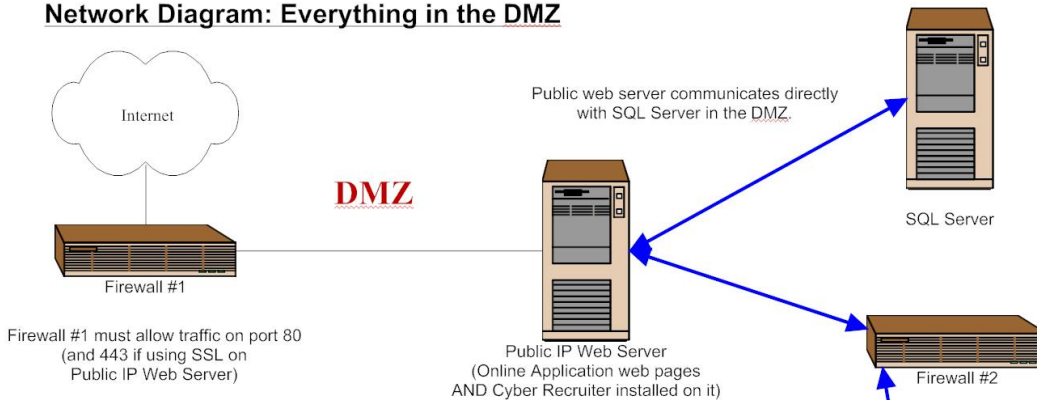 Network Diagram: Everything in the DMZ
Internet
Public web server communicates directly
with SQL Server in the DMZ.
DMZ
SQL Server
Firewall #1
Firewall #1 must allow traffic on port 80
(and 443 if using SSL on
Public IP Web Server)
Public IP Web Server
(Online Application web pages
AND Cyber Recruiter installed on it)
Firewall #2